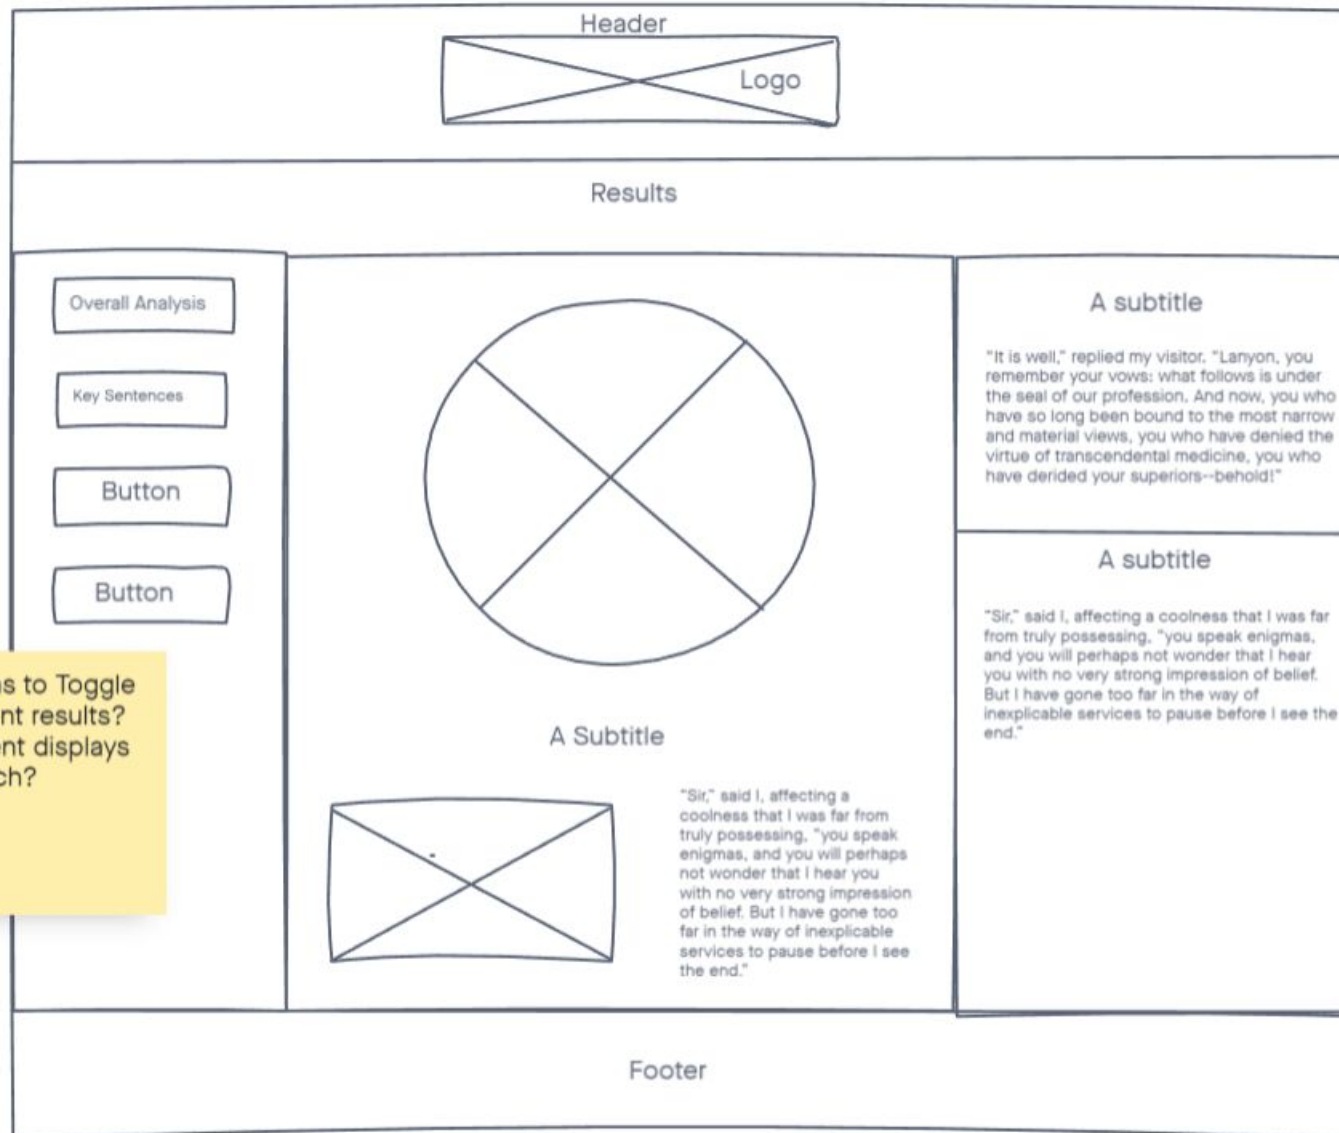 Header
Logo
Results
Overall Analysis
Key Sentences
Button
Button
to Toggle
results?
displays
A Subtitle
"Sir," said I, affecting a
coolness that I was far from
truly possessing, "you speak
enigmas, and you will perhaps
not wonder that I hear you
with no very strong impression
of belief. But I have gone too
far in the way of inexplicable
services to pause before I see
the end."
A subtitle
"It is well," replied my visitor. "Lanyon, you
remember your vows: what follows is under
the seal of our profession. And now, you who
have so long been bound to the most narrow
and material views, you who have denied the
virtue of transcendental medicine, you who
have derided your superiors--behold!"
A subtitle
"Sir," said I, affecting a coolness that I was far
from truly possessing, "you speak enigmas,
and you will perhaps not wonder that I hear
you with no very strong impression of belief.
But I have gone too far in the way of
inexplicable services to pause before I see the
end."
Footer